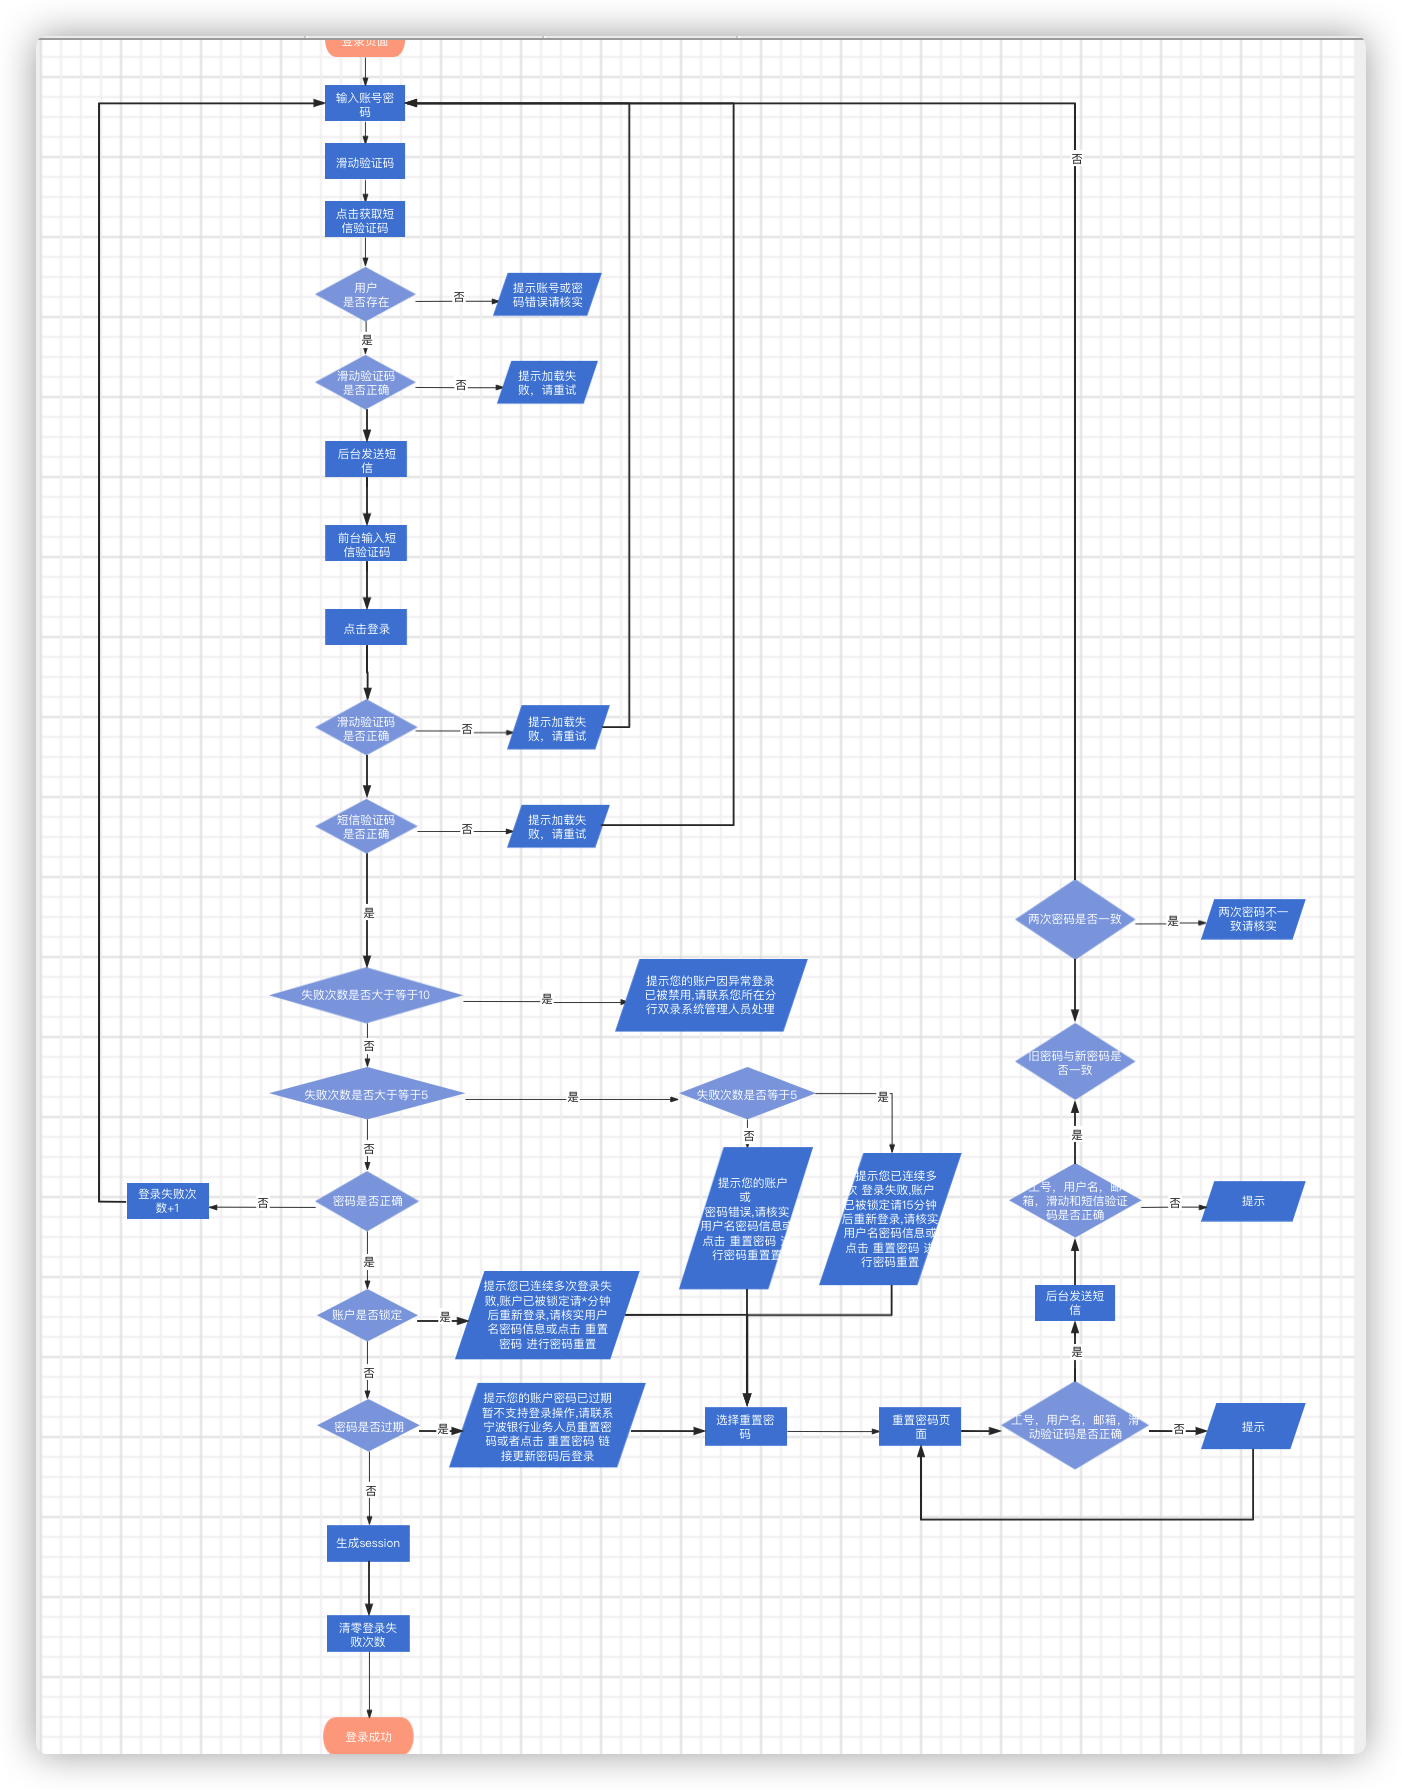 登录页面
输入账号密
码
滑动验证码
点击获取短
信验证码
用户
是否存在
否
提示账号或密
码错误请核实
是
滑动验证码
是否正确
否
提示加载失
败，请重试
后台发送短
信
前台输入短
信验证码
点击登录
滑动验证码
是否正确
否
提示加载失
败，请重试
短信验证码
是否正确
否
提示加载失
败，请重试
是
失败次数是否大于等于10
是
提示您的账户因异常登录
已被禁用,请联系您所在分
行双录系统管理人员处理
否
失败次数是否大于等于5
是
失败次数是否等于5
是
否
否
提示您的账户
或
密码错误,请核实
用户名密码信息或
点击 重置密码 进
行密码重置置
提示您已连续多
次 登录失败,账户
已被锁定请15分钟
后重新登录,请核实
用户名密码信息或
点击 重置密码 进
行密码重置
密码是否正确
否
登录失败次
数+1
是
账户是否锁定
是
提示您已连续多次登录失
败,账户已被锁定请*分钟
后重新登录,请核实用户
名密码信息或点击 重置
密码 进行密码重置
否
密码是否过期
是
提示您的账户密码已过期
暂不支持登录操作,请联系
宁波银行业务人员重置密
码或者点击 重置密码 链
接更新密码后登录
选择重置密
码
重置密码页
面
工号，用户名，邮箱，滑
动验证码是否正确
否
提示
是
后台发送短
信
工号，用户名，邮
箱，滑动和短信验证
码是否正确
否
提示
是
旧密码与新密码是
否一致
两次密码是否一致
是
两次密码不一
致请核实
否
否
生成session
清零登录失
败次数
登录成功